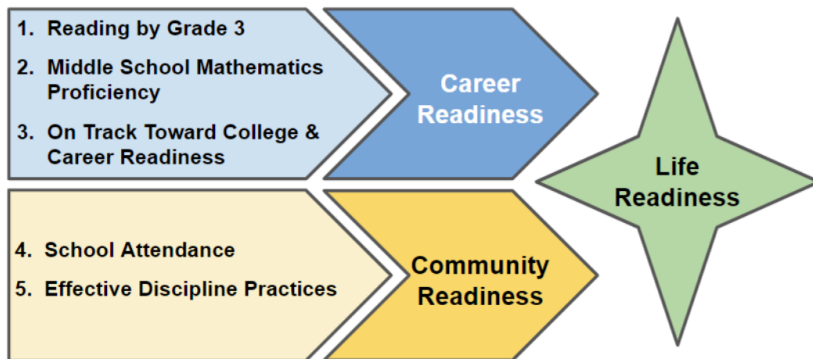 1. Reading by Grade 3
2. Middle School Mathematics
Proficiency
3. On Track Toward College &
Career Readiness
Career
Readiness
4. School Attendance
5. Effective Discipline Practices
Community
Readiness
Life
Readiness